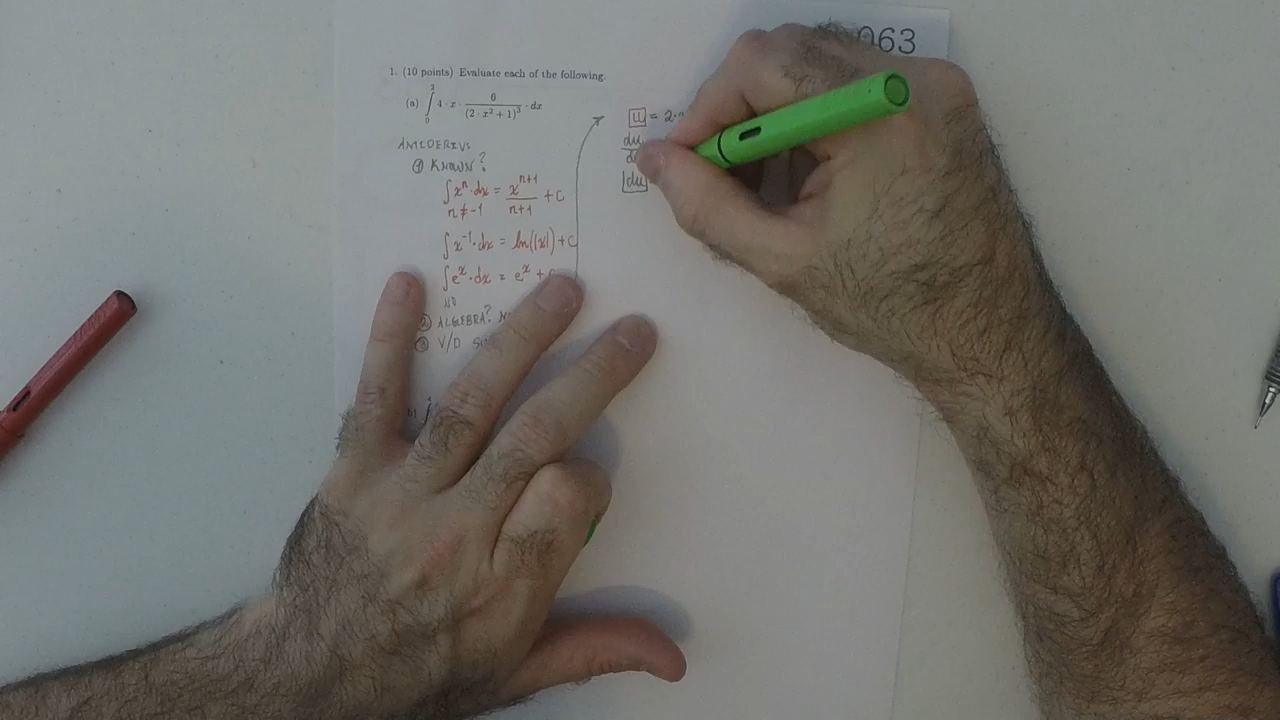 063
1. (10 points) Evaluate each of the following.
(a) ∫₀² 4 · x · 6/(2 · x² + 1)³ · dx
ANTIDERIVS
① KNOWN?
∫xⁿ·dx = xⁿ⁺¹/n+1 + C
n ≠ -1
∫x⁻¹·dx = ln(|x|) + C
∫eˣ·dx = eˣ +
NO
② ALGEBRA?
③ V/D
u = 2·
du
du